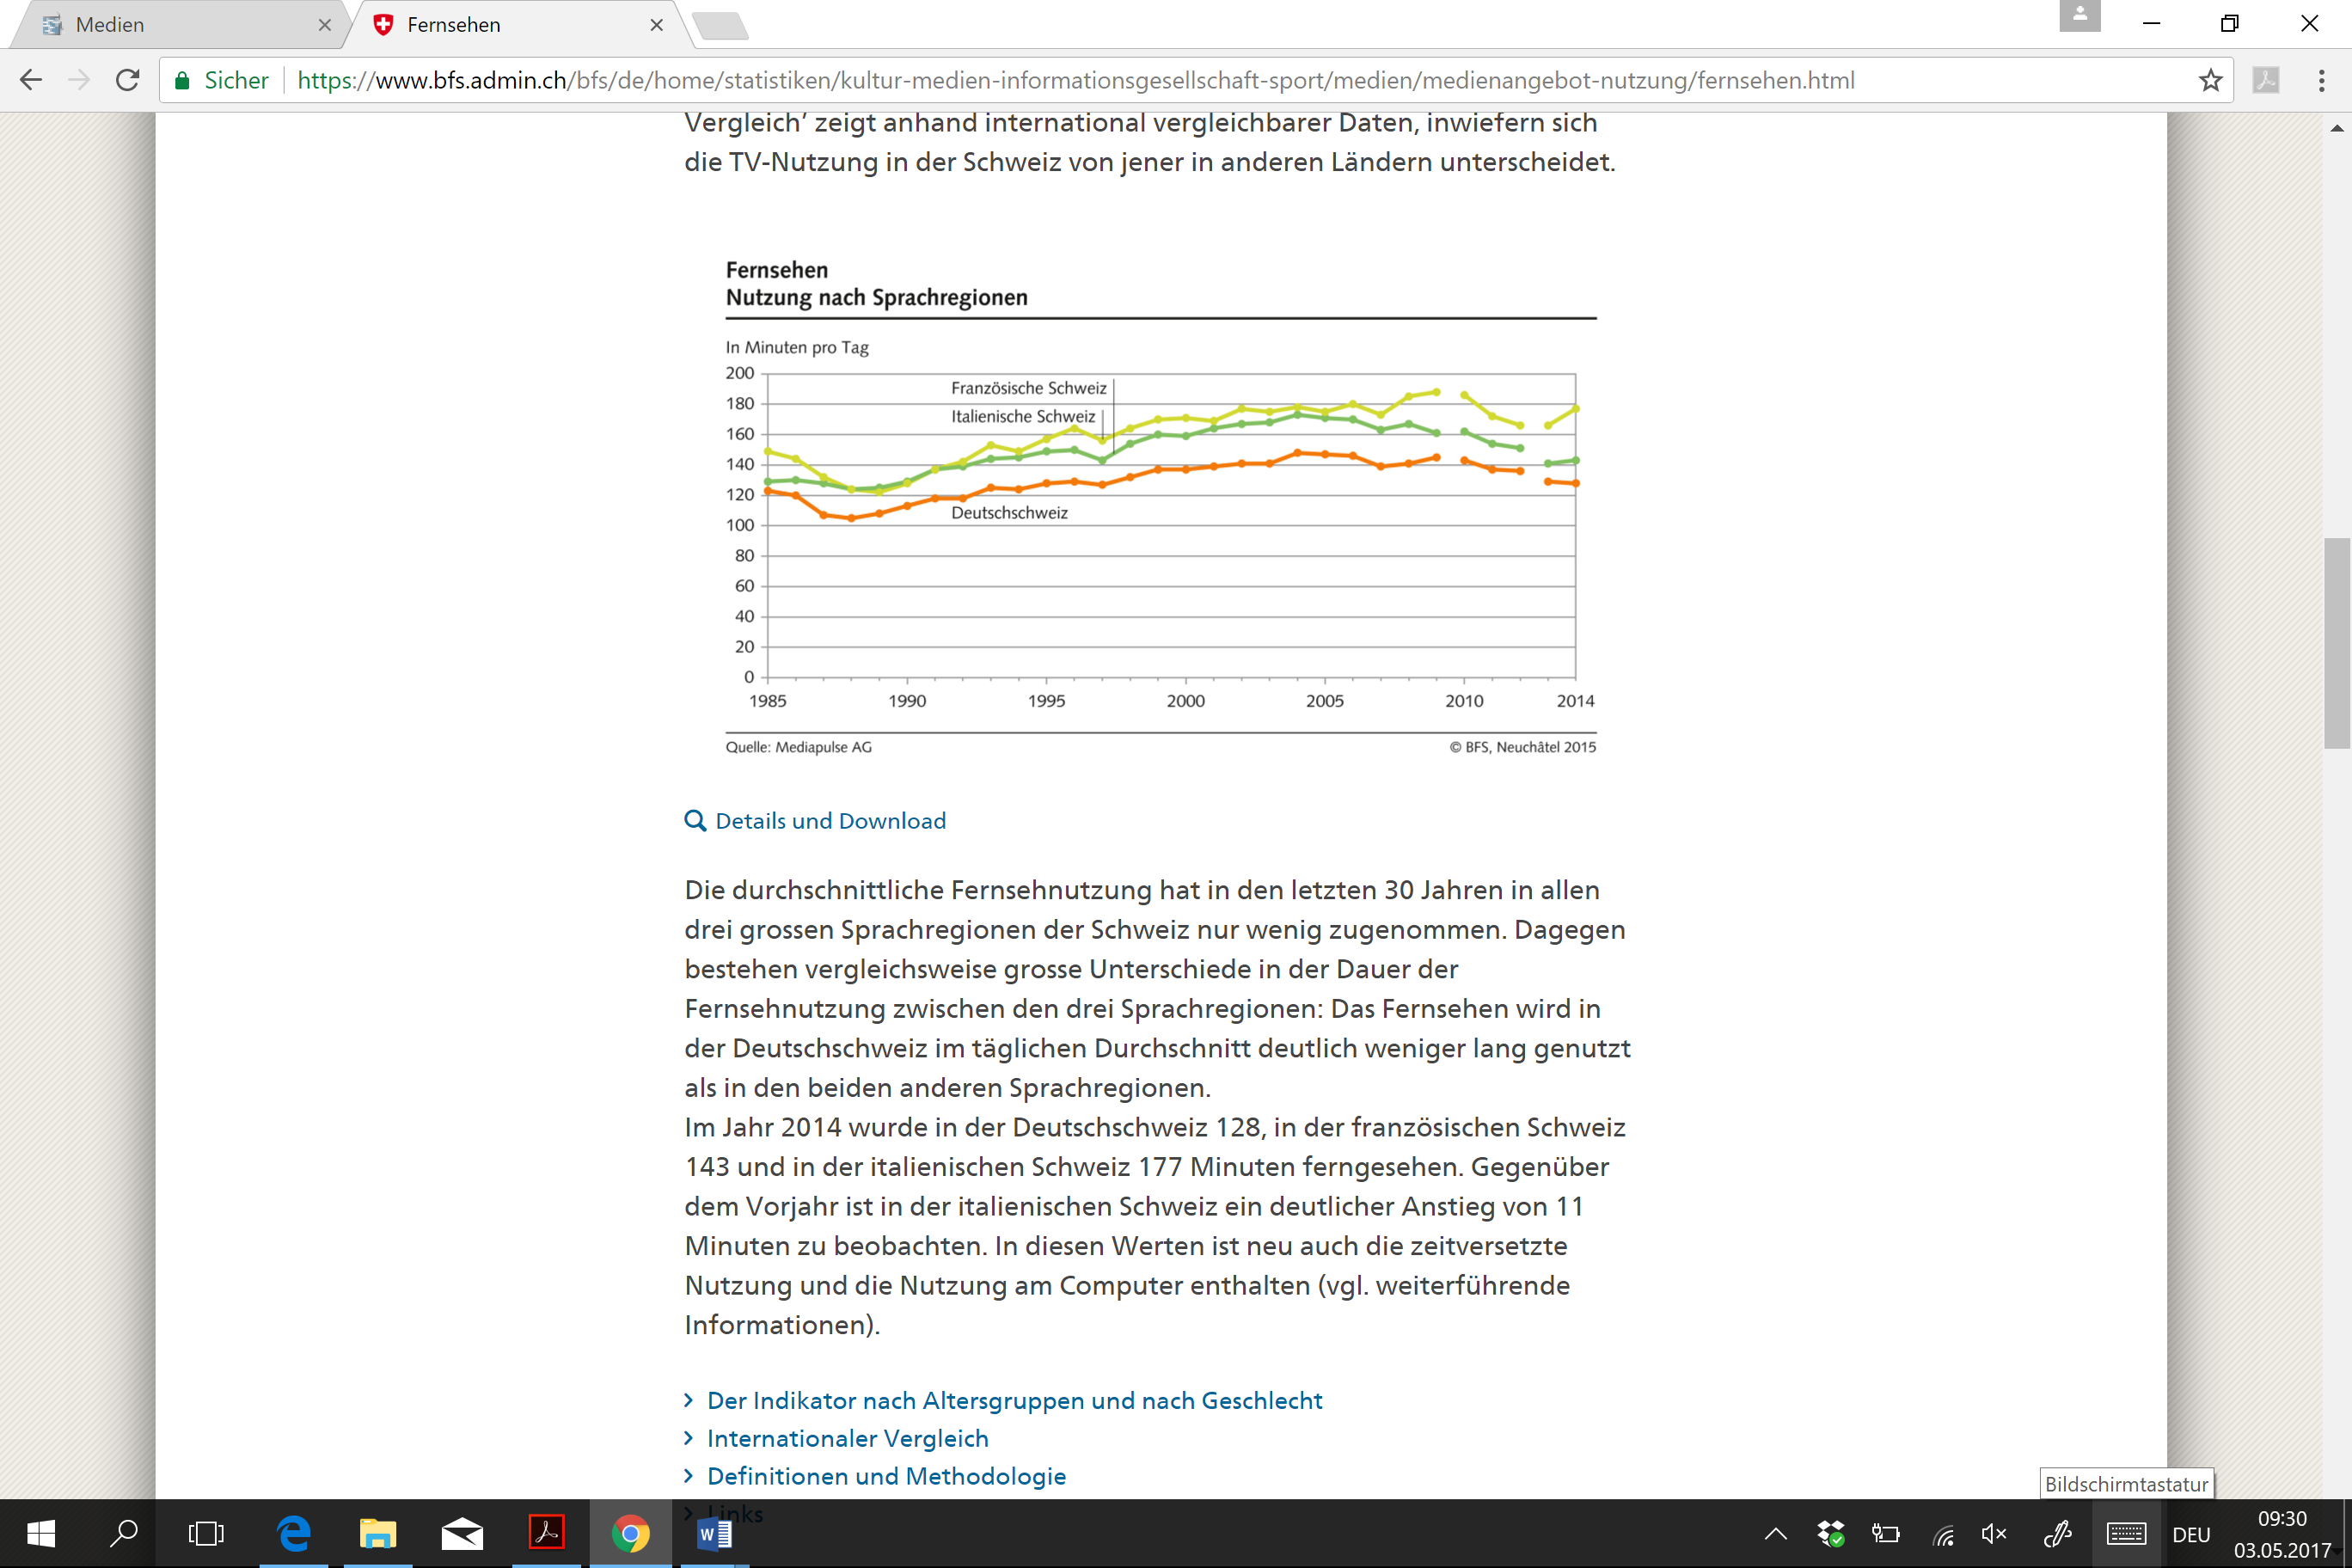 Medien
Fernsehen
Sicher
https://www.bfs.admin.ch/bfs/de/home/statistiken/kultur-medien-informationsgesellschaft-sport/medien/medienangebot-nutzung/fernsehen.html
Vergleich’ zeigt anhand international vergleichbarer Daten, inwiefern sich
die TV-Nutzung in der Schweiz von jener in anderen Ländern unterscheidet.
Fernsehen
Nutzung nach Sprachregionen
In Minuten pro Tag
200
180
160
140
120
100
80
60
40
20
0
Französische Schweiz
Italienische Schweiz
Deutschschweiz
1985 1990 1995 2000 2005 2010 2014
Quelle: Mediapulse AG
© BFS, Neuchâtel 2015
Details und Download
Die durchschnittliche Fernsehnutzung hat in den letzten 30 Jahren in allen
drei grossen Sprachregionen der Schweiz nur wenig zugenommen. Dagegen
bestehen vergleichsweise grosse Unterschiede in der Dauer der
Fernsehnutzung zwischen den drei Sprachregionen: Das Fernsehen wird in
der Deutschschweiz im täglichen Durchschnitt deutlich weniger lang genutzt
als in den beiden anderen Sprachregionen.
Im Jahr 2014 wurde in der Deutschschweiz 128, in der französischen Schweiz
143 und in der italienischen Schweiz 177 Minuten ferngesehen. Gegenüber
dem Vorjahr ist in der italienischen Schweiz ein deutlicher Anstieg von 11
Minuten zu beobachten. In diesen Werten ist neu auch die zeitversetzte
Nutzung und die Nutzung am Computer enthalten (vgl. weiterführende
Informationen).
Der Indikator nach Altersgruppen und nach Geschlecht
Internationaler Vergleich
Definitionen und Methodologie
Links
Bildschirmtastatur
DEU
09:30
03.05.2017